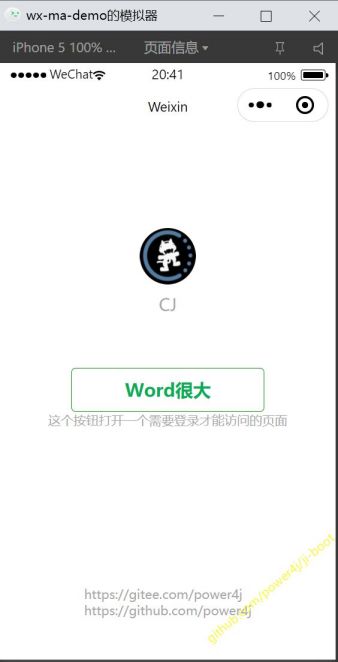 wx-ma-demo的模拟器
iPhone 5 100% ...
页面信息
WeChat
20:41
100%
Weixin
CJ
Word很大
这个按钮打开一个需要登录才能访问的页面
https://gitee.com/power4j
https://github.com/power4j
github.com/power4j/ji-boot